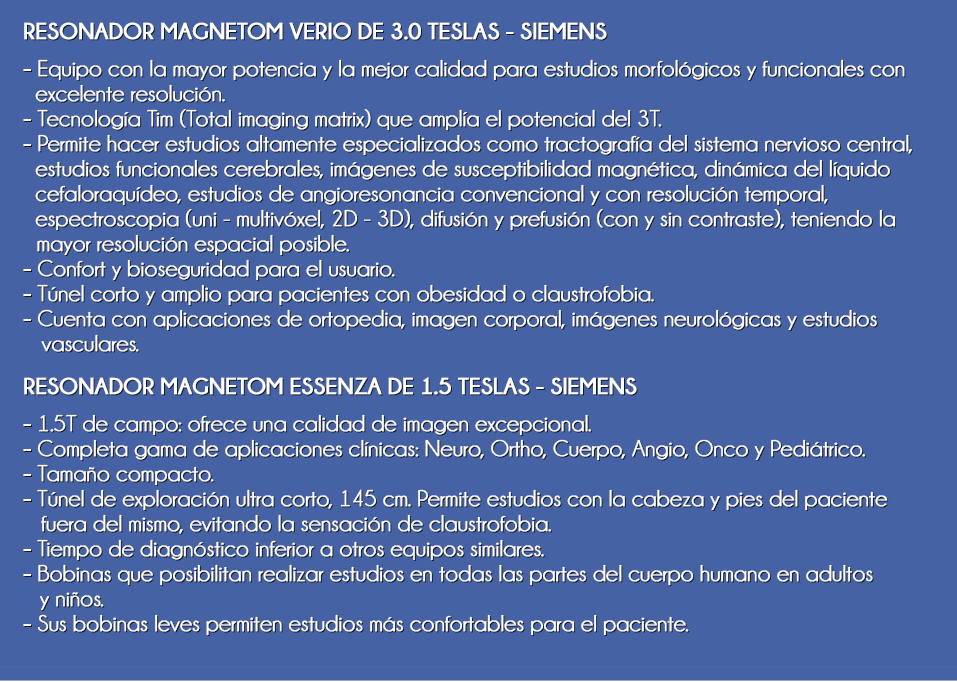 RESONADOR MAGNETOM VERIO DE 3.0 TESLAS - SIEMENS
- Equipo con la mayor potencia y la mejor calidad para estudios morfológicos y funcionales con
excelente resolución.
- Tecnología Tim (Total imaging matrix) que amplía el potencial del 3T.
- Permite hacer estudios altamente especializados como tractografía del sistema nervioso central,
estudios funcionales cerebrales, imágenes de susceptibilidad magnética, dinámica del líquido
cefaloraquídeo, estudios de angioresonancia convencional y con resolución temporal,
espectroscopia (uni - multivóxel, 2D - 3D), difusión y prefusión (con y sin contraste), teniendo la
mayor resolución espacial posible.
- Confort y bioseguridad para el usuario.
- Túnel corto y amplio para pacientes con obesidad o claustrofobia.
- Cuenta con aplicaciones de ortopedia, imagen corporal, imágenes neurológicas y estudios
vasculares.
RESONADOR MAGNETOM ESSENZA DE 1.5 TESLAS - SIEMENS
- 1.5T de campo: ofrece una calidad de imagen excepcional.
- Completa gama de aplicaciones clínicas: Neuro, Ortho, Cuerpo, Angio, Onco y Pediátrico.
- Tamaño compacto.
- Túnel de exploración ultra corto, 145 cm. Permite estudios con la cabeza y pies del paciente
fuera del mismo, evitando la sensación de claustrofobia.
- Tiempo de diagnóstico inferior a otros equipos similares.
- Bobinas que posibilitan realizar estudios en todas las partes del cuerpo humano en adultos
y niños.
- Sus bobinas leves permiten estudios más confortables para el paciente.